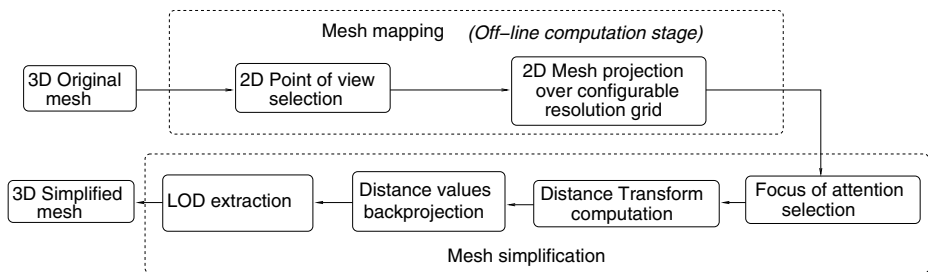 Mesh mapping (Off-line computation stage)
3D Original
mesh
2D Point of view
selection
2D Mesh projection
over configurable
resolution grid
3D Simplified
mesh
LOD extraction
Distance values
backprojection
Distance Transform
computation
Focus of attention
selection
Mesh simplification